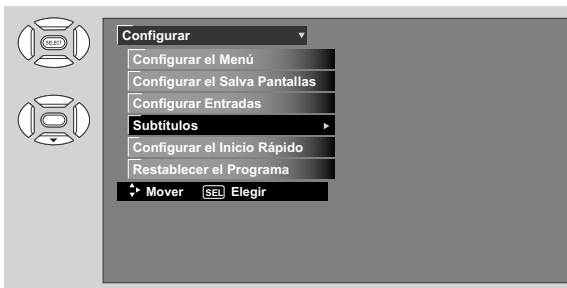 SELECT
Configurar
Configurar el Menú
Configurar el Salva Pantallas
Configurar Entradas
Subtítulos
Configurar el Inicio Rápido
Restablecer el Programa
Mover SEL Elegir